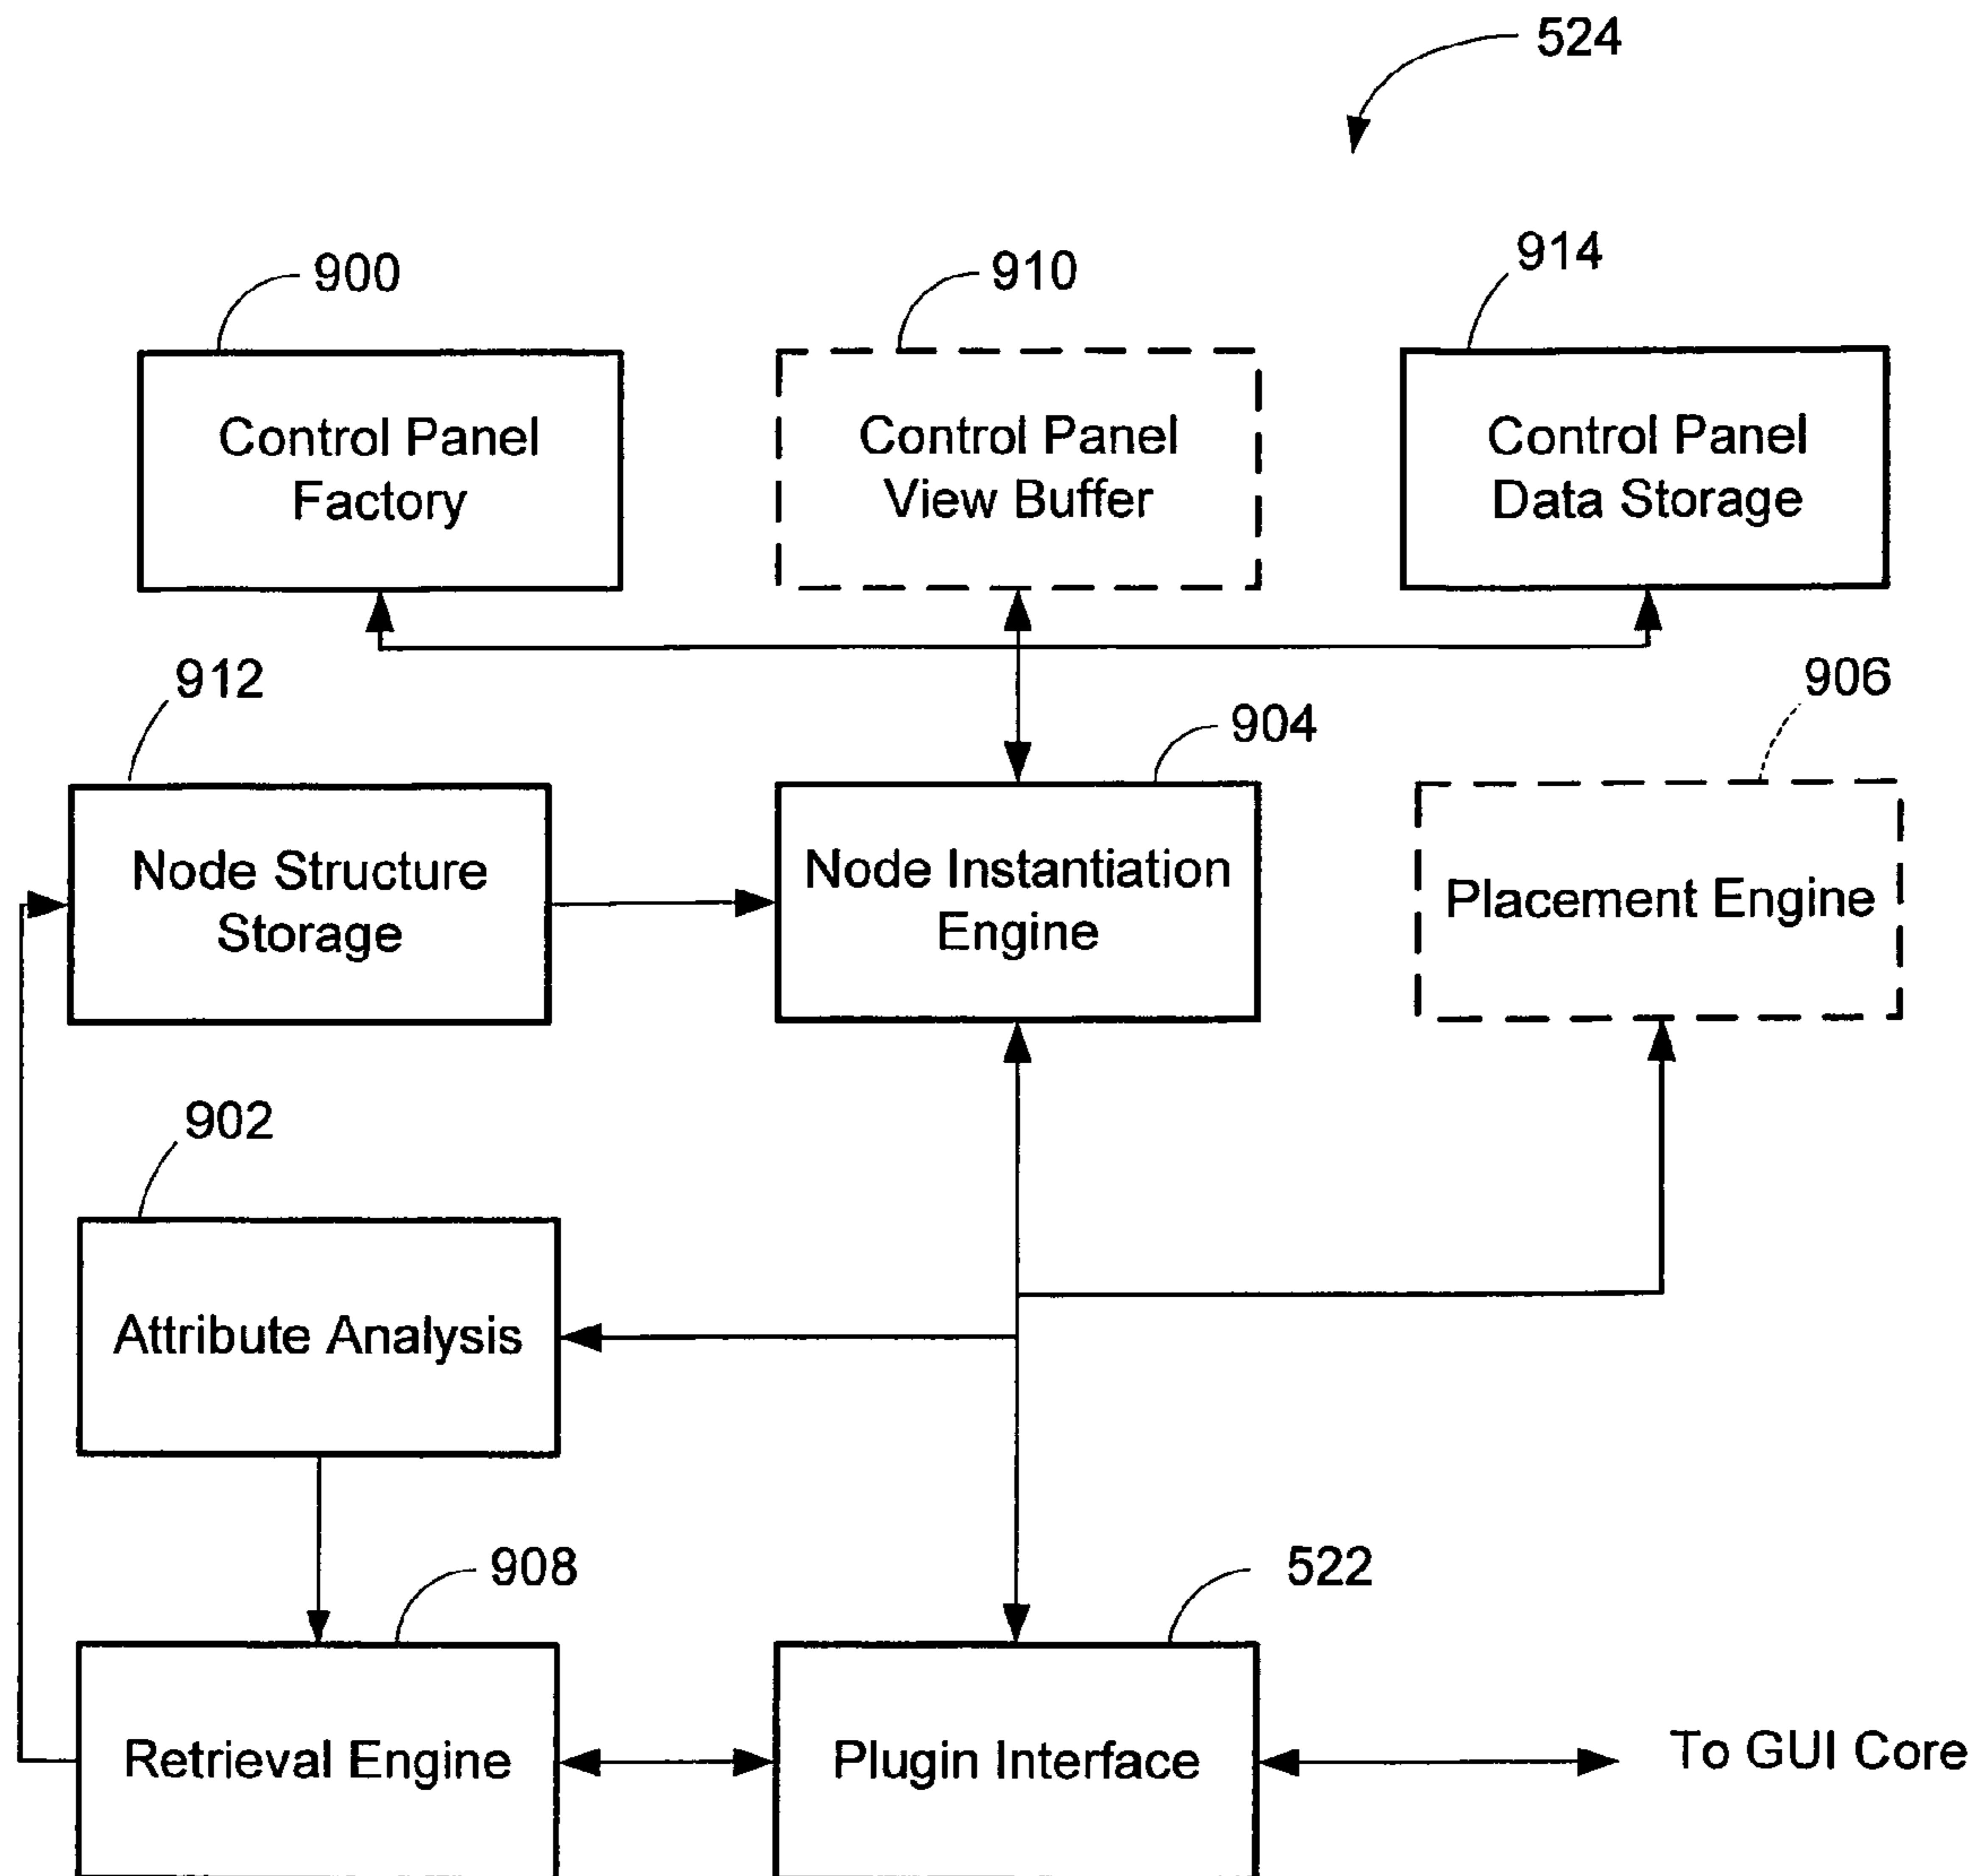 524
900
910
914
Control Panel
Factory
Control Panel
View Buffer
Control Panel
Data Storage
912
904
906
Node Structure
Storage
Node Instantiation
Engine
Placement Engine
902
Attribute Analysis
908
522
Retrieval Engine
Plugin Interface
To GUI Core